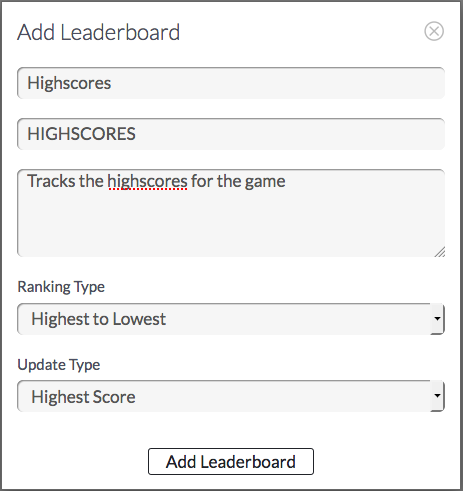 Add Leaderboard
Highscores
HIGHSCORES
Tracks the highscores for the game
Ranking Type
Highest to Lowest
Update Type
Highest Score
Add Leaderboard